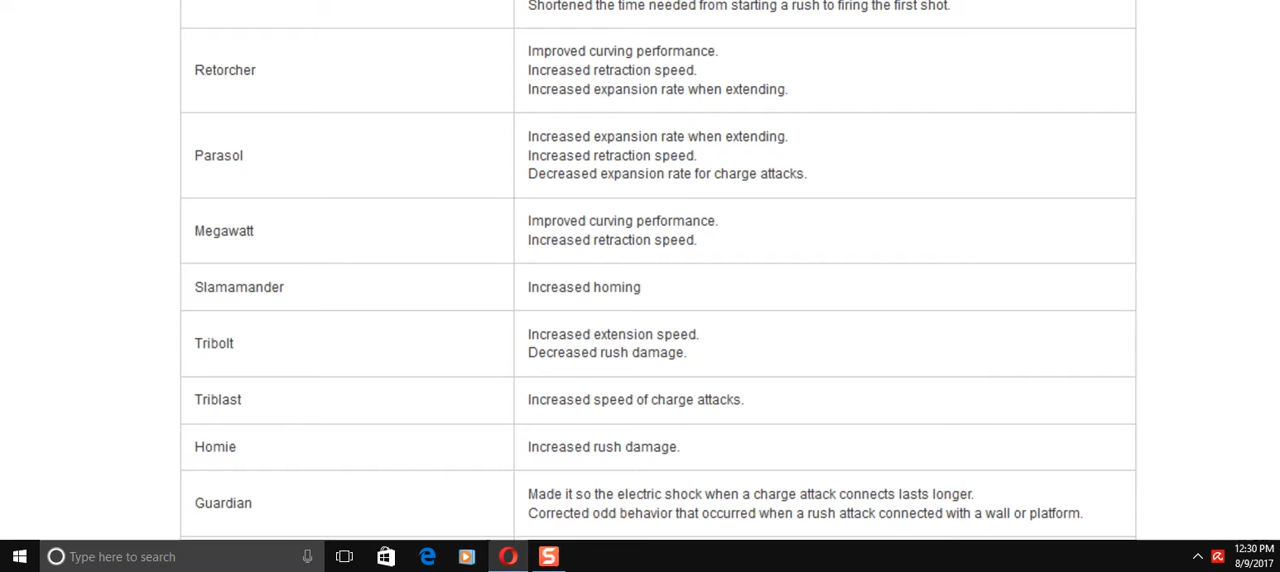 Shortened the time needed from starting a rush to firing the first shot.
Retorcher
Improved curving performance.
Increased retraction speed.
Increased expansion rate when extending.
Parasol
Increased expansion rate when extending.
Increased retraction speed.
Decreased expansion rate for charge attacks.
Megawatt
Improved curving performance.
Increased retraction speed.
Slamamander
Increased homing
Tribolt
Increased extension speed.
Decreased rush damage.
Triblast
Increased speed of charge attacks.
Homie
Increased rush damage.
Guardian
Made it so the electric shock when a charge attack connects lasts longer.
Corrected odd behavior that occurred when a rush attack connected with a wall or platform.
Type here to search
S
12:30 PM
8/9/2017